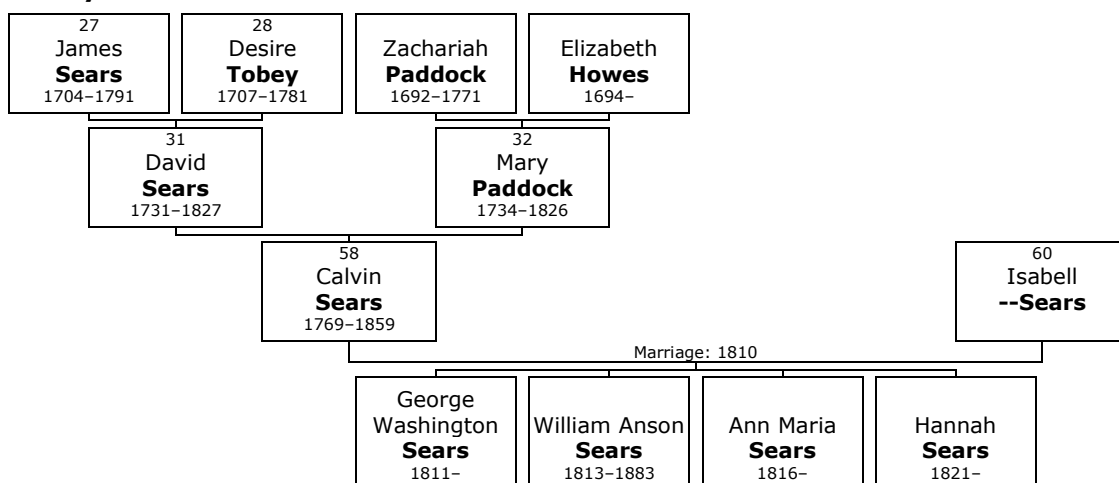 27
James
Sears
1704–1791
28
Desire
Tobey
1707–1781
Zachariah
Paddock
1692–1771
Elizabeth
Howes
1694–
31
David
Sears
1731–1827
32
Mary
Paddock
1734–1826
58
Calvin
Sears
1769–1859
60
Isabell
--Sears
Marriage: 1810
George
Washington
Sears
1811–
William Anson
Sears
1813–1883
Ann Maria
Sears
1816–
Hannah
Sears
1821–